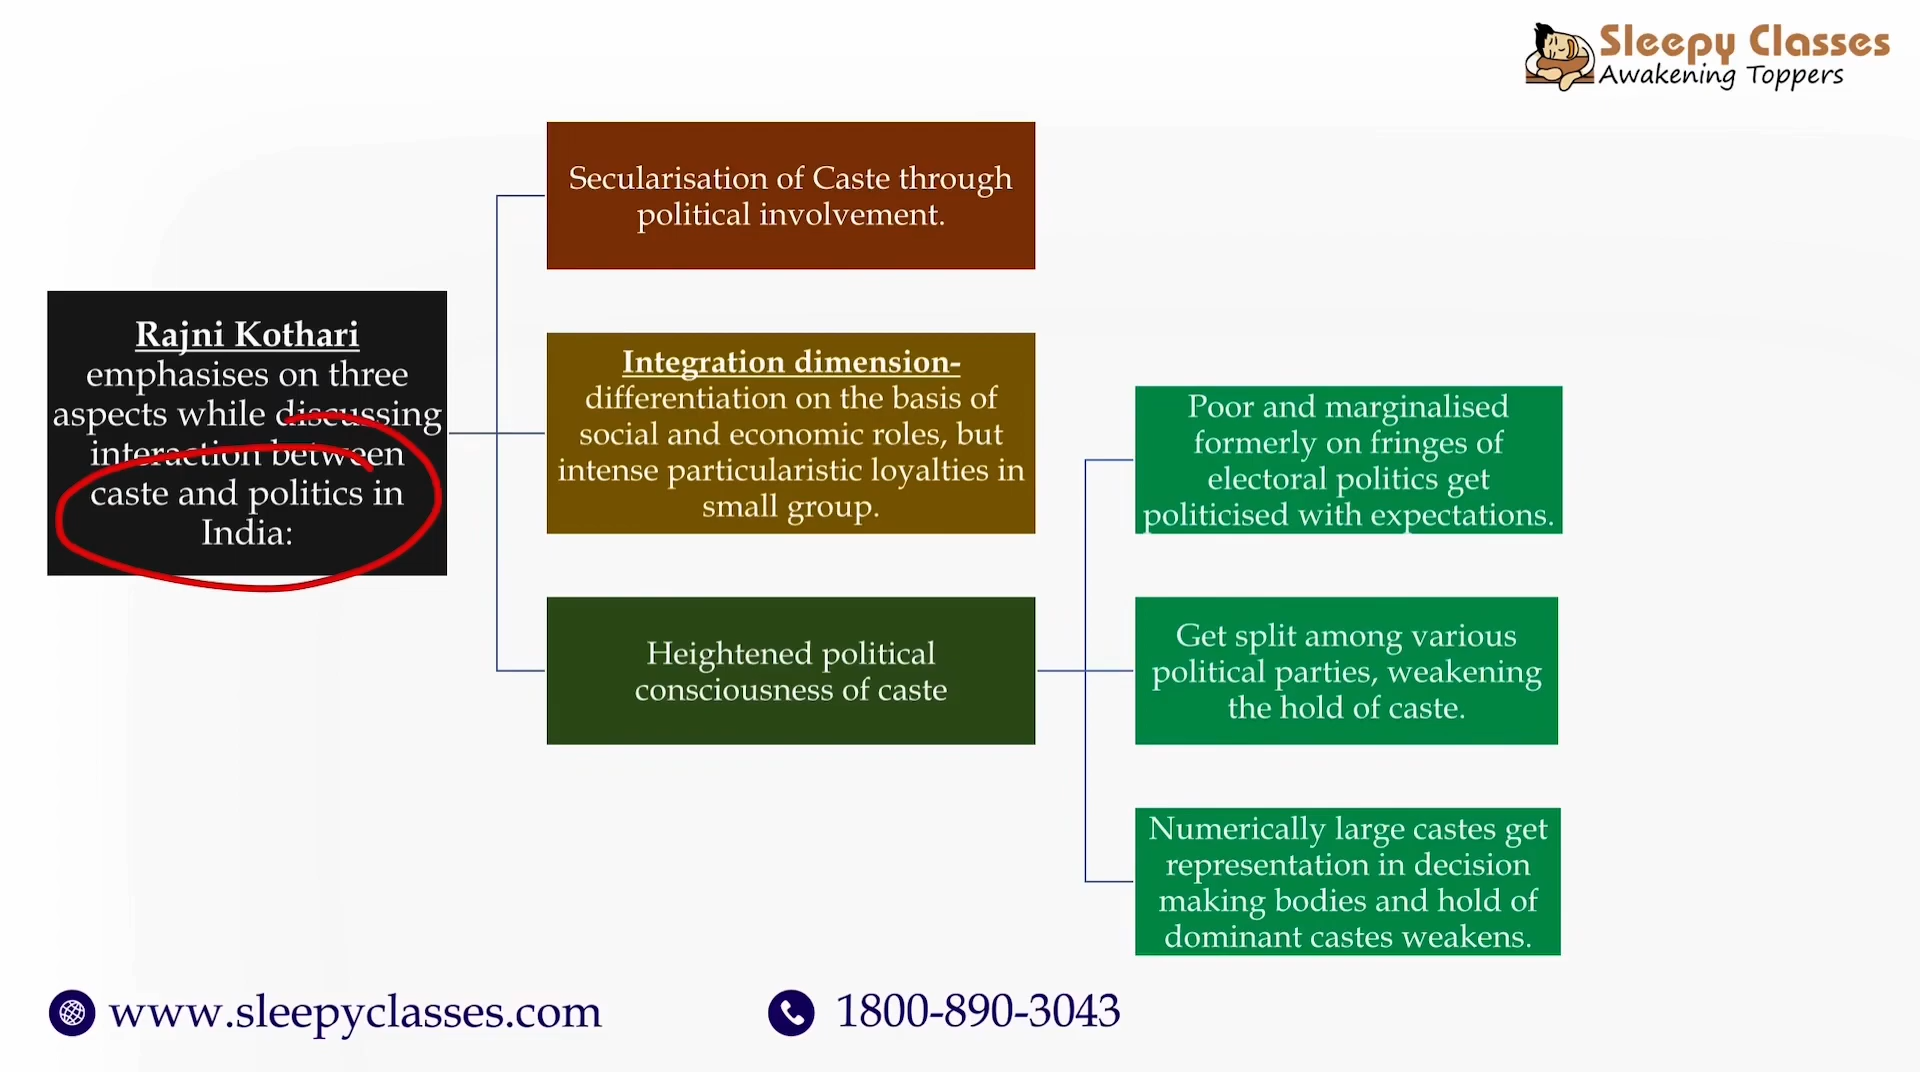 Sleepy Classes
Awakening Toppers
Secularisation of Caste through
political involvement.
Rajni Kothari
emphasises on three
aspects while discussing
interaction between
caste and politics in
India:
Integration dimension-
differentiation on the basis of
social and economic roles, but
intense particularistic loyalties in
small group.
Heightened political
consciousness of caste
Poor and marginalised
formerly on fringes of
electoral politics get
politicised with expectations.
Get split among various
political parties, weakening
the hold of caste.
Numerically large castes get
representation in decision
making bodies and hold of
dominant castes weakens.
www.sleepyclasses.com
1800-890-3043